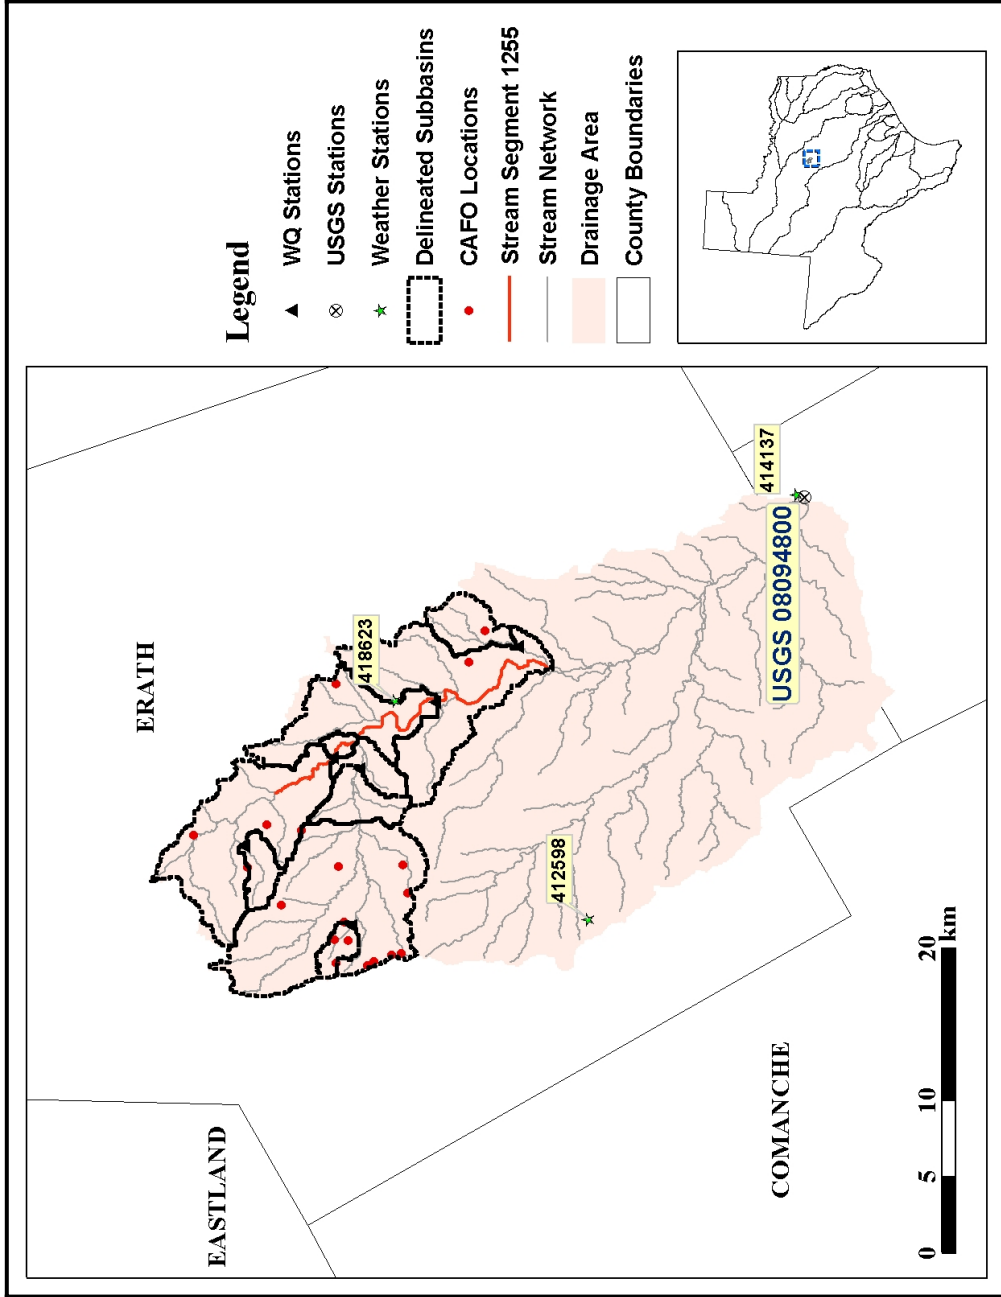 EASTLAND
ERATH
COMANCHE
418623
412598
414137
USGS 08094800
0 5 10 20
km
Legend
WQ Stations
USGS Stations
Weather Stations
Delineated Subbasins
CAFO Locations
Stream Segment 1255
Stream Network
Drainage Area
County Boundaries